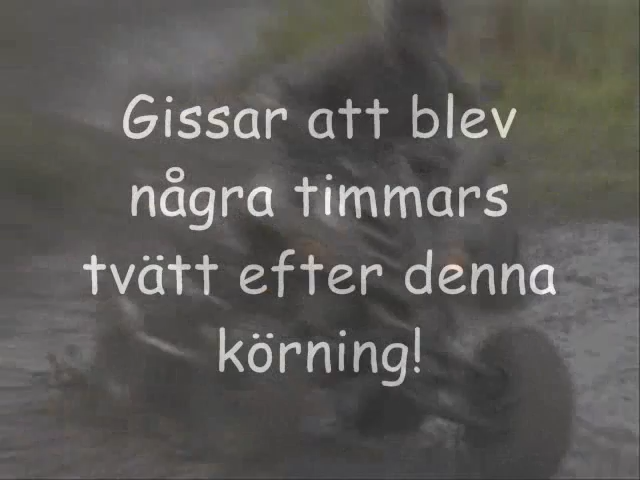 Gissar att blev
några timmars
tvätt efter denna
körning!